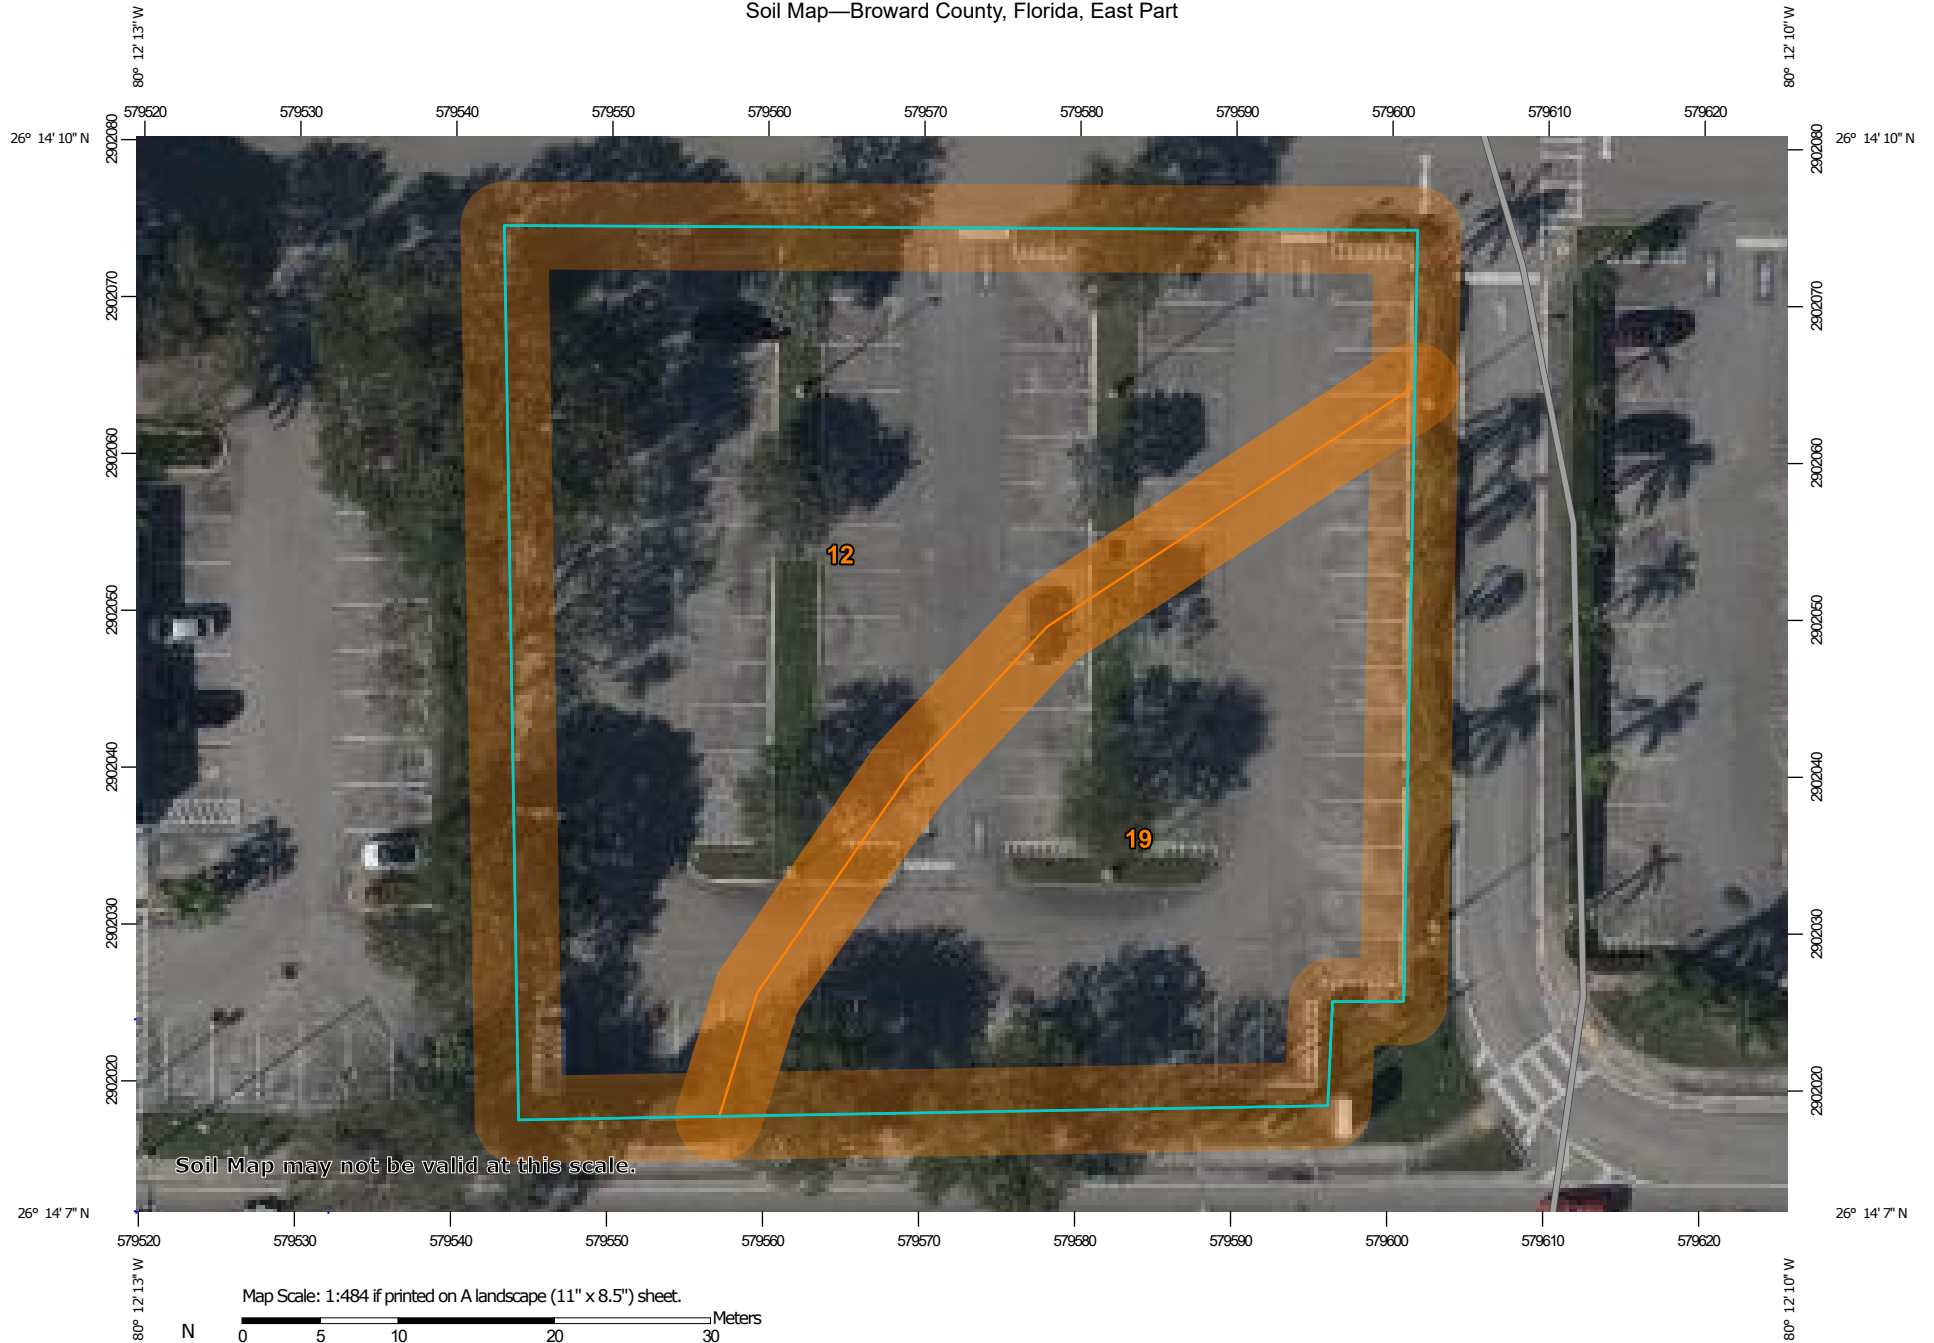 Soil Map—Broward County, Florida, East Part
80° 12' 13'' W
80° 12' 10'' W
579520 579530 579540 579550 579560 579570 579580 579590 579600 579610 579620
26° 14' 10'' N
26° 14' 10'' N
2902080
2902080
2902070
2902070
2902060
2902060
12
2902050
2902050
2902040
2902040
19
2902030
2902030
2902020
2902020
Soil Map may not be valid at this scale.
26° 14' 7'' N
26° 14' 7'' N
579520 579530 579540 579550 579560 579570 579580 579590 579600 579610 579620
80° 12' 13'' W
80° 12' 10'' W
Map Scale: 1:484 if printed on A landscape (11" x 8.5") sheet.
Meters
N
0 5 10 20 30